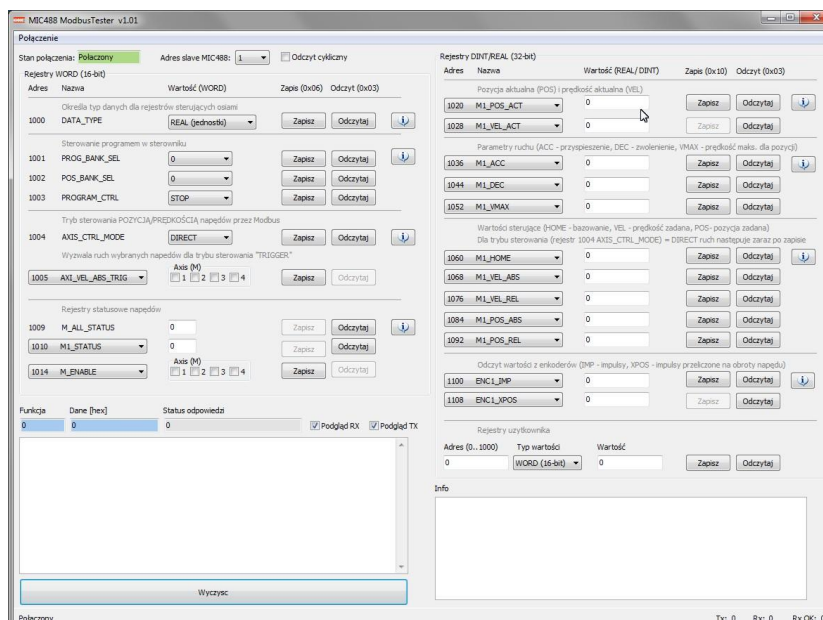 MIC488 ModbusTester v1.01
Połączenie
Stan połączenia: Połaczony Adres slave MIC488: 1 Odczyt cykliczny
Rejestry WORD (16-bit)
Adres Nazwa Wartość (WORD) Zapis (0x06) Odczyt (0x03)
Określa typ danych dla rejestrów sterujących osiami
1000 DATA_TYPE REAL (jednostki) Zapisz Odczytaj
Sterowanie programem w sterowniku
1001 PROG_BANK_SEL 0 Zapisz Odczytaj
1002 POS_BANK_SEL 0 Zapisz Odczytaj
1003 PROGRAM_CTRL STOP Zapisz Odczytaj
Tryb sterowania POZYCJĄ/PRĘDKOŚCIĄ napędów przez Modbus
1004 AXIS_CTRL_MODE DIRECT Zapisz Odczytaj
Wyzwala ruch wybranych napedów dla trybu sterowania "TRIGGER"
Axis (M)
1005 AXI_VEL_ABS_TRIG 1 2 3 4 Zapisz Odczytaj
Rejestry statusowe napędów
1009 M_ALL_STATUS 0 Zapisz Odczytaj
1010 M1_STATUS 0 Zapisz Odczytaj
Axis (M)
1014 M_ENABLE 1 2 3 4 Zapisz Odczytaj
Funkcja Dane [hex] Status odpowiedzi
0 0 0 Podgląd RX Podgląd TX
Wyczysc
Rejestry DINT/REAL (32-bit)
Adres Nazwa Wartość (REAL/DINT) Zapis (0x10) Odczyt (0x03)
Pozycja aktualna (POS) i prędkość aktualna (VEL)
1020 M1_POS_ACT 0 Zapisz Odczytaj
1028 M1_VEL_ACT 0 Zapisz Odczytaj
Parametry ruchu (ACC - przyspieszenie, DEC - zwolenienie, VMAX - prędkość maks. dla pozycji)
1036 M1_ACC 0 Zapisz Odczytaj
1044 M1_DEC 0 Zapisz Odczytaj
1052 M1_VMAX 0 Zapisz Odczytaj
Wartości sterujące (HOME - bazowanie, VEL - prędkość zadana, POS- pozycja zadana)
Dla trybu sterowania (rejestr 1004 AXIS_CTRL_MODE) = DIRECT ruch następuje zaraz po zapisie
1060 M1_HOME 0 Zapisz Odczytaj
1068 M1_VEL_ABS 0 Zapisz Odczytaj
1076 M1_VEL_REL 0 Zapisz Odczytaj
1084 M1_POS_ABS 0 Zapisz Odczytaj
1092 M1_POS_REL 0 Zapisz Odczytaj
Odczyt wartości z enkoderów (IMP - impulsy, XPOS - impulsy przeliczone na obroty napędu)
1100 ENC1_IMP 0 Zapisz Odczytaj
1108 ENC1_XPOS 0 Zapisz Odczytaj
Rejestry uzytkownika
Adres (0..1000) Typ wartości Wartość
0 WORD (16-bit) 0 Zapisz Odczytaj
Info
Połaczony Tx: 0 Rx: 0 Rx OK: